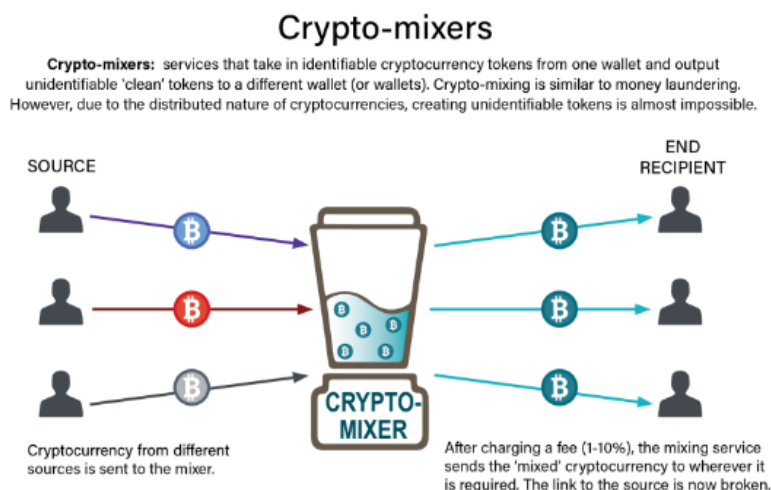 Crypto-mixers
Crypto-mixers: services that take in identifiable cryptocurrency tokens from one wallet and output
unidentifiable 'clean' tokens to a different wallet (or wallets). Crypto-mixing is similar to money laundering.
However, due to the distributed nature of cryptocurrencies, creating unidentifiable tokens is almost impossible.
SOURCE
END
RECIPIENT
CRYPTO-
MIXER
Cryptocurrency from different
sources is sent to the mixer.
After charging a fee (1-10%), the mixing service
sends the 'mixed' cryptocurrency to wherever it
is required. The link to the source is now broken.